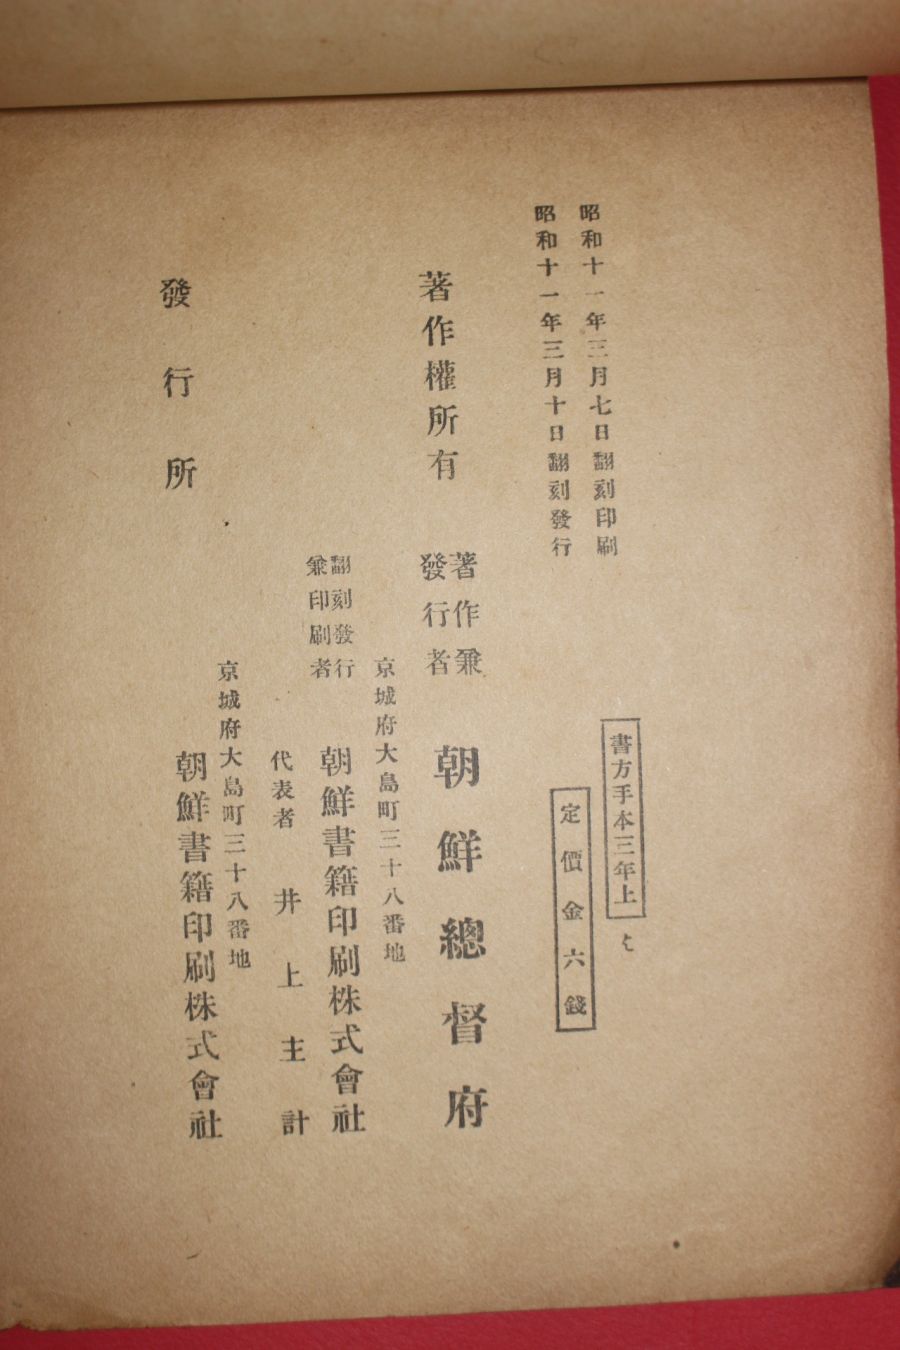 書方手本三年上
定價金六錢
昭和十一年三月七日翻刻印刷
昭和十一年三月十日翻刻發行
著作權所有
著作兼
發行者
朝鮮總督府
京城府大島町三十八番地
翻刻發行
兼印刷者
朝鮮書籍印刷株式會社
代表者 井上主計
京城府大島町三十八番地
發行所
朝鮮書籍印刷株式會社